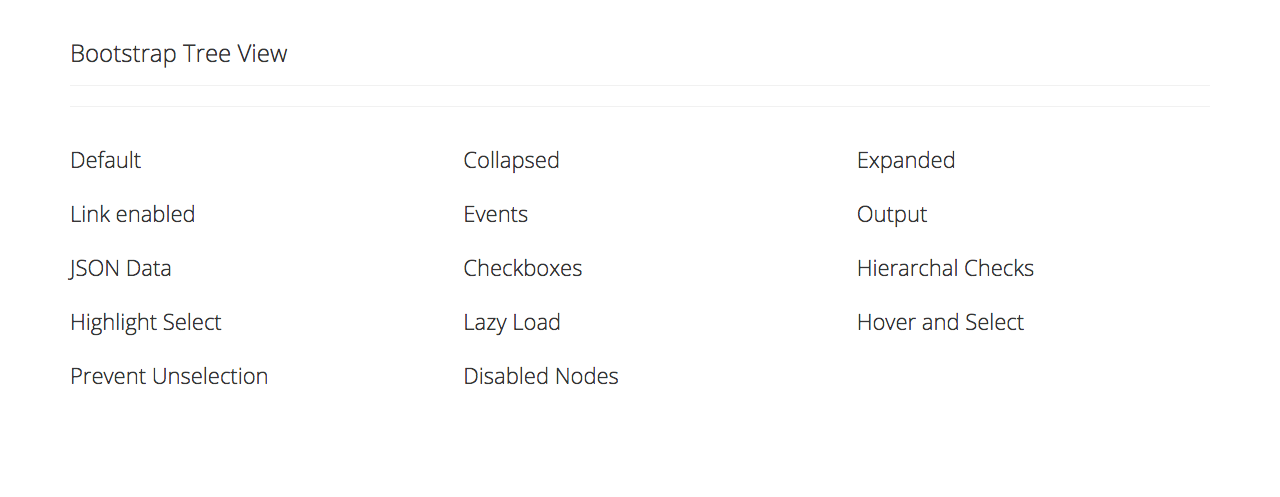 Bootstrap Tree View
Default Collapsed Expanded
Link enabled Events Output
JSON Data Checkboxes Hierarchal Checks
Highlight Select Lazy Load Hover and Select
Prevent Unselection Disabled Nodes